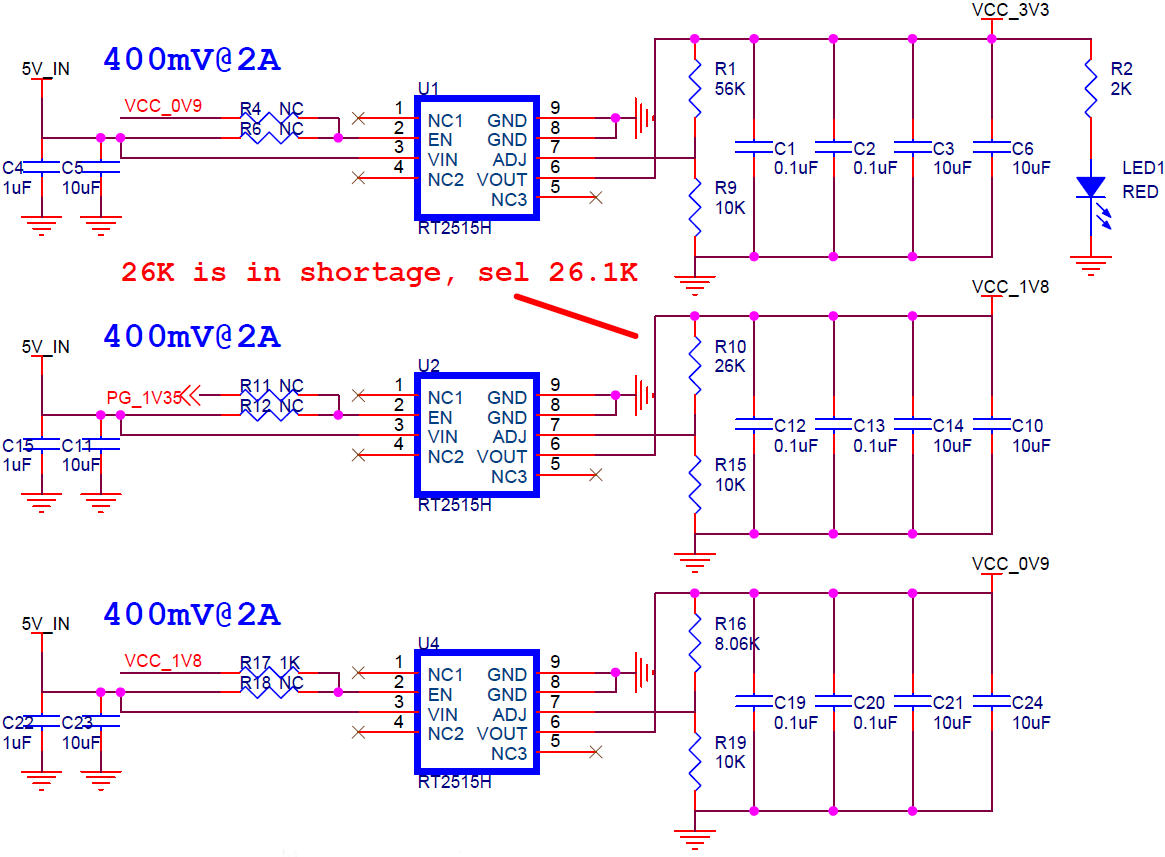 VCC_3V3
400mV@2A
5V_IN
VCC_0V9
R4 NC
R6 NC
C4
1uF
C5
10uF
U1
1
2
3
4
NC1
EN
VIN
NC2
GND
GND
ADJ
VOUT
NC3
9
8
7
6
5
RT2515H
R1
56K
R9
10K
C1
0.1uF
C2
0.1uF
C3
10uF
C6
10uF
R2
2K
LED1
RED
26K is in shortage, sel 26.1K
VCC_1V8
400mV@2A
5V_IN
PG_1V35
R11 NC
R12 NC
C15
1uF
C11
10uF
U2
1
2
3
4
NC1
EN
VIN
NC2
GND
GND
ADJ
VOUT
NC3
9
8
7
6
5
RT2515H
R10
26K
R15
10K
C12
0.1uF
C13
0.1uF
C14
10uF
C10
10uF
VCC_0V9
400mV@2A
5V_IN
VCC_1V8
R17 1K
R18 NC
C22
1uF
C23
10uF
U4
1
2
3
4
NC1
EN
VIN
NC2
GND
GND
ADJ
VOUT
NC3
9
8
7
6
5
RT2515H
R16
8.06K
R19
10K
C19
0.1uF
C20
0.1uF
C21
10uF
C24
10uF